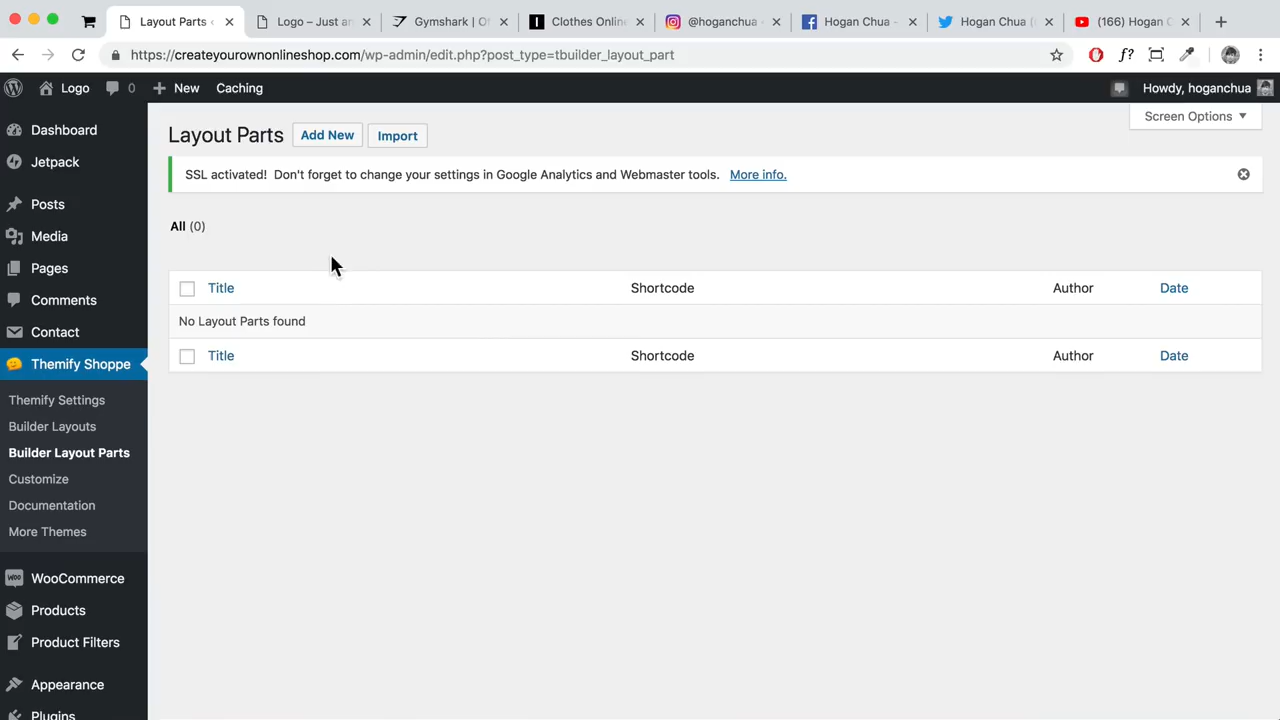 Layout Parts
Logo – Just an
Gymshark | O
Clothes Online
@hoganchua
Hogan Chua –
Hogan Chua (
(166) Hogan
https://createyourownonlineshop.com/wp-admin/edit.php?post_type=tbuilder_layout_part
f?
Logo
0
New
Caching
Howdy, hoganchua
Dashboard
Jetpack
Posts
Media
Pages
Comments
Contact
Themify Shoppe
Themify Settings
Builder Layouts
Builder Layout Parts
Customize
Documentation
More Themes
WooCommerce
Products
Product Filters
Appearance
Plugins
Screen Options
Layout Parts
Add New
Import
SSL activated! Don't forget to change your settings in Google Analytics and Webmaster tools. More info.
All (0)
Title Shortcode Author Date
No Layout Parts found
Title Shortcode Author Date